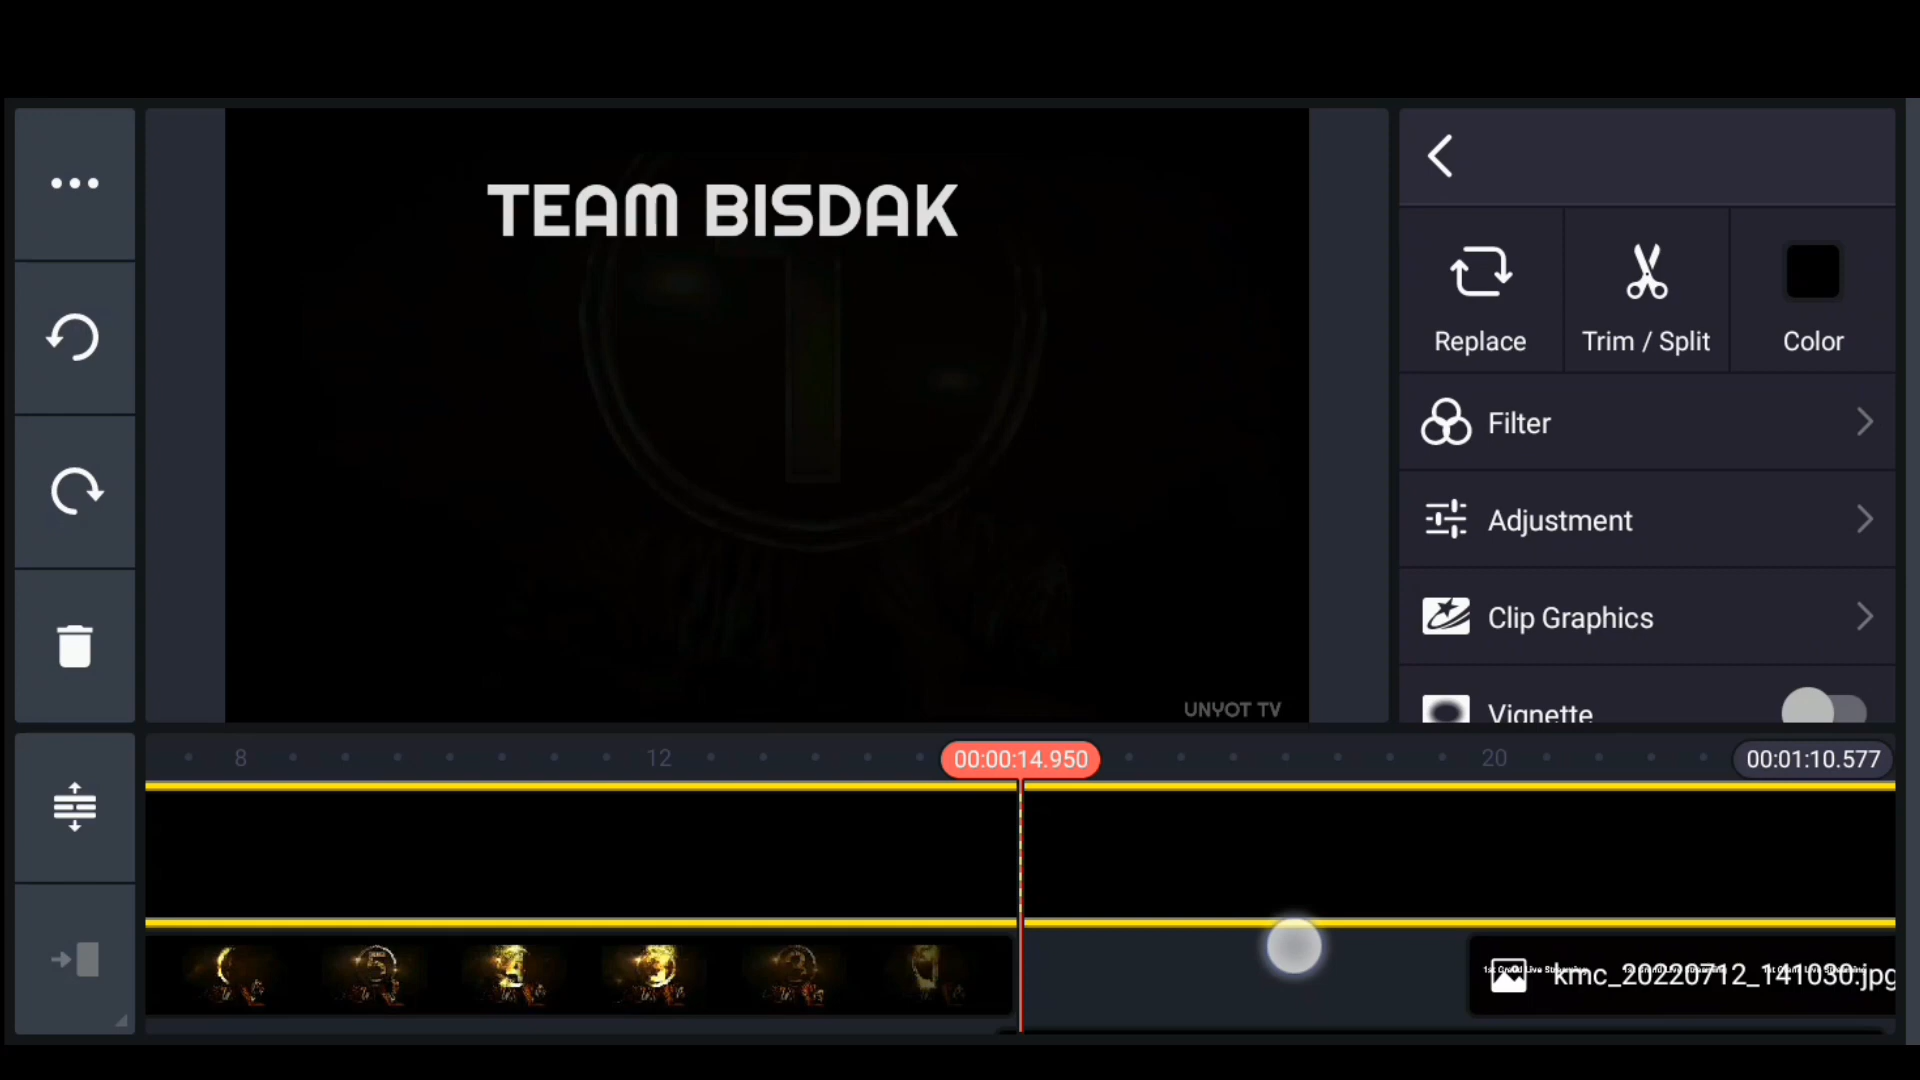 TEAM BISDAK
UNYOT TV
Replace
Trim / Split
Color
Filter
Adjustment
Clip Graphics
Vignette
8
12
00:00:14.950
20
00:01:10.577
kmc_20220712_141030.jpg